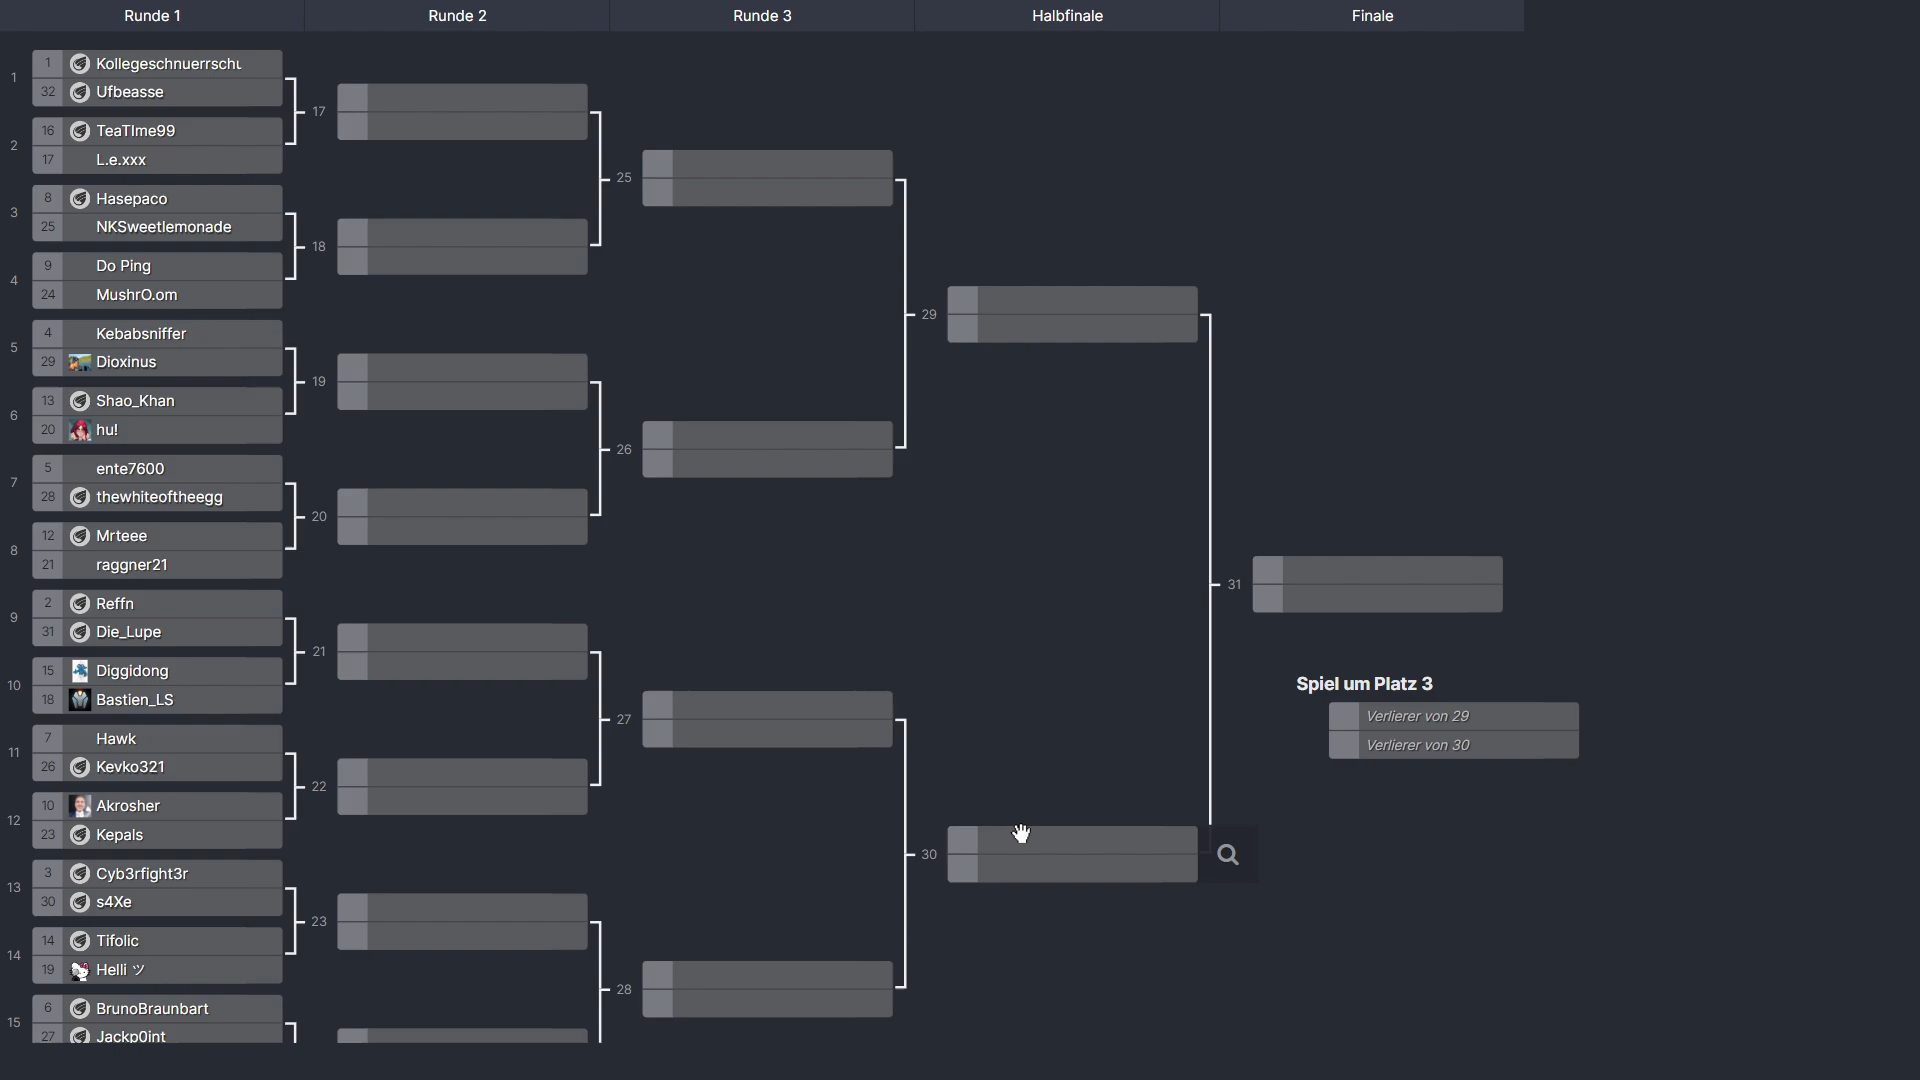 Runde 1
Runde 2
Runde 3
Halbfinale
Finale
1
1 Kollegeschnuerrschu
32 Ufbeasse
2
16 TeaTIme99
17 L.e.xxx
3
8 Hasepaco
25 NKSweetlemonade
4
9 Do Ping
24 MushrO.om
5
4 Kebabsniffer
29 Dioxinus
6
13 Shao_Khan
20 hu!
7
5 ente7600
28 thewhiteoftheegg
8
12 Mrteee
21 raggner21
9
2 Reffn
31 Die_Lupe
10
15 Diggidong
18 Bastien_LS
11
7 Hawk
26 Kevko321
12
10 Akrosher
23 Kepals
13
3 Cyb3rfight3r
30 s4Xe
14
14 Tifolic
19 Helli ツ
15
6 BrunoBraunbart
27 Jackp0int
17
18
19
20
21
22
23
25
26
27
28
29
30
31
Spiel um Platz 3
Verlierer von 29
Verlierer von 30